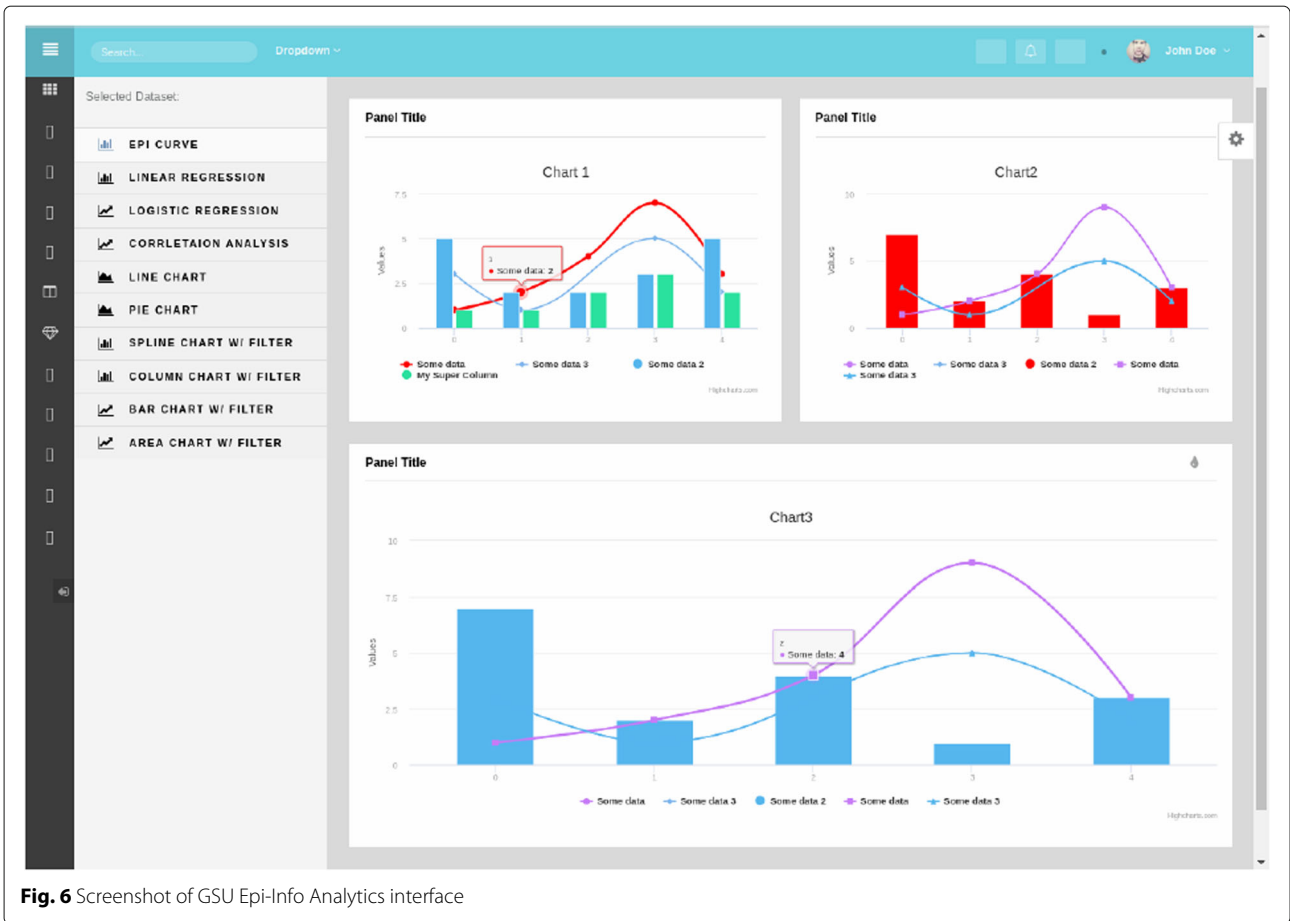 Search...
Dropdown
John Doe
Selected Dataset:
EPI CURVE
LINEAR REGRESSION
LOGISTIC REGRESSION
CORRLETAION ANALYSIS
LINE CHART
PIE CHART
SPLINE CHART W/ FILTER
COLUMN CHART W/ FILTER
BAR CHART W/ FILTER
AREA CHART W/ FILTER
Panel Title
Chart 1
Values
7.5
5
2.5
0
1
Some data: 2
0 1 2 3 4
Some data Some data 3 Some data 2
My Super Column
Highcharts.com
Panel Title
Chart2
Values
10
5
0
0 1 2 3 4
Some data Some data 3 Some data 2 Some data
Some data 3
Highcharts.com
Panel Title
Chart3
Values
10
7.5
5
2.5
0
2
Some data: 4
0 1 2 3 4
Some data Some data 3 Some data 2 Some data Some data 3
Highcharts.com
Fig. 6 Screenshot of GSU Epi-Info Analytics interface